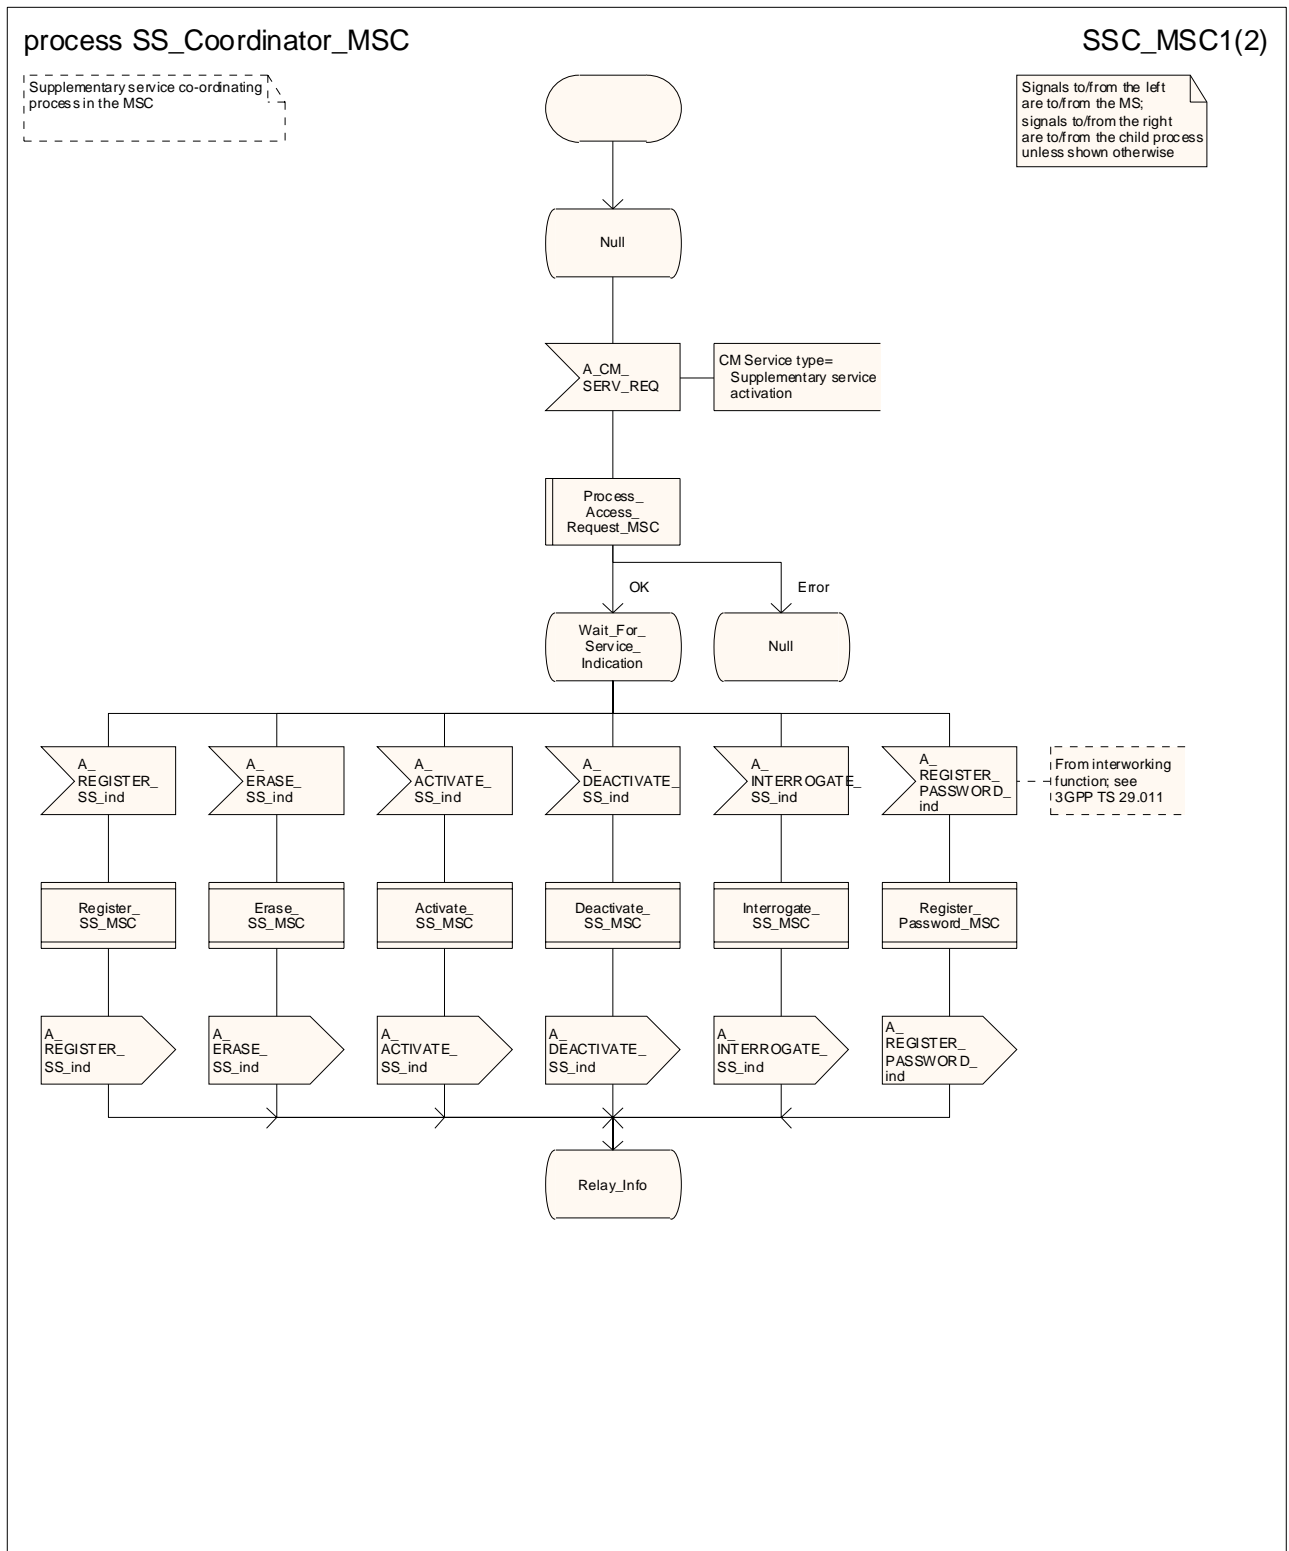 process SS_Coordinator_MSC
SSC_MSC1(2)
Supplementary service co-ordinating
process in the MSC
Signals to/from the left
are to/from the MS;
signals to/from the right
are to/from the child process
unless shown otherwise
Null
A_CM_
SERV_REQ
CM Service type=
Supplementary service
activation
Process_
Access_
Request_MSC
OK
Error
Wait_For_
Service_
Indication
Null
A_
REGISTER_
SS_ind
A_
ERASE_
SS_ind
A_
ACTIVATE_
SS_ind
A_
DEACTIVATE_
SS_ind
A_
INTERROGATE_
SS_ind
A_
REGISTER_
PASSWORD_
ind
From interworking
function; see
3GPP TS 29.011
Register_
SS_MSC
Erase_
SS_MSC
Activate_
SS_MSC
Deactivate_
SS_MSC
Interrogate_
SS_MSC
Register_
Password_MSC
A_
REGISTER_
SS_ind
A_
ERASE_
SS_ind
A_
ACTIVATE_
SS_ind
A_
DEACTIVATE_
SS_ind
A_
INTERROGATE_
SS_ind
A_
REGISTER_
PASSWORD_
ind
Relay_Info